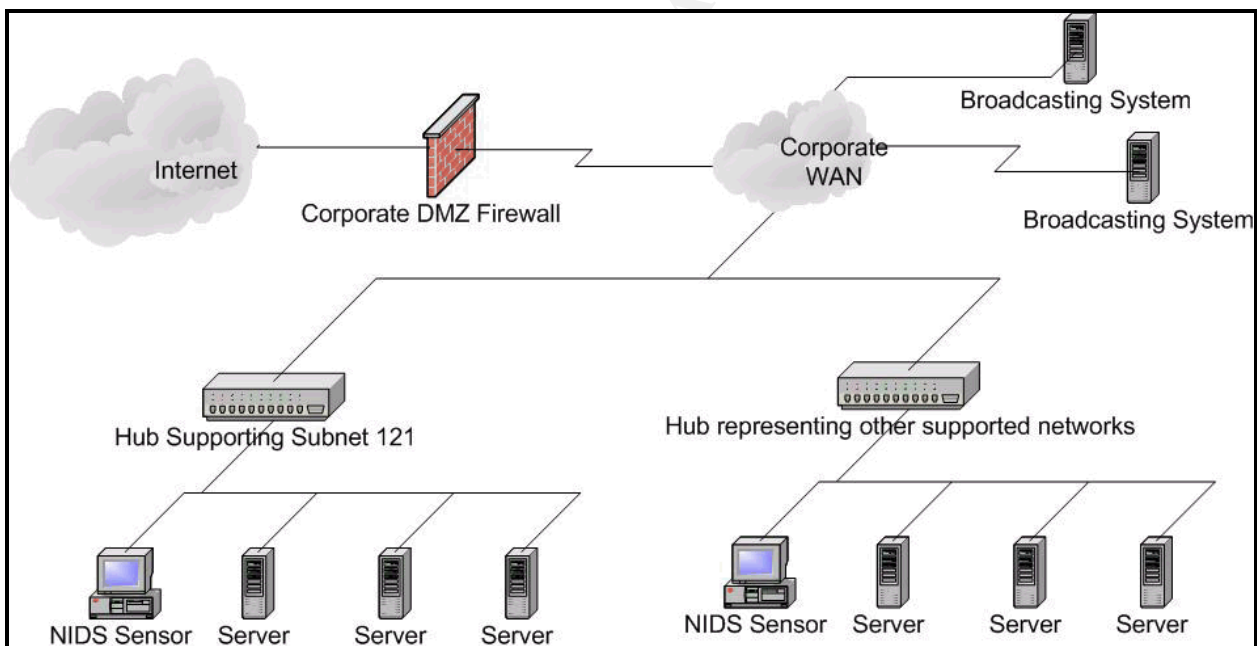 Broadcasting System
Internet
Corporate
WAN
Corporate DMZ Firewall
Broadcasting System
Hub Supporting Subnet 121
Hub representing other supported networks
NIDS Sensor
Server
Server
Server
NIDS Sensor
Server
Server
Server